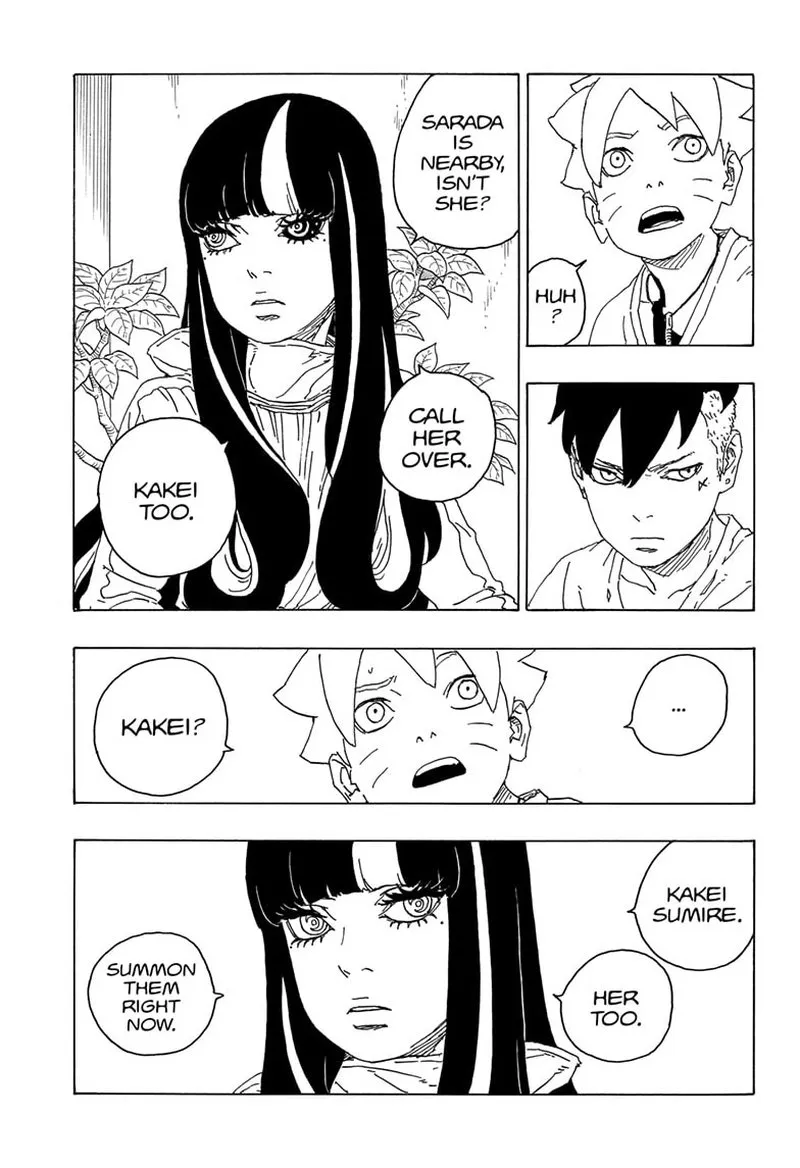 HUH
?
SARADA
IS
NEARBY,
ISN'T
SHE?
CALL
HER
OVER.
KAKEI
TOO.
...
KAKEI?
KAKEI
SUMIRE.
HER
TOO.
SUMMON
THEM
RIGHT
NOW.